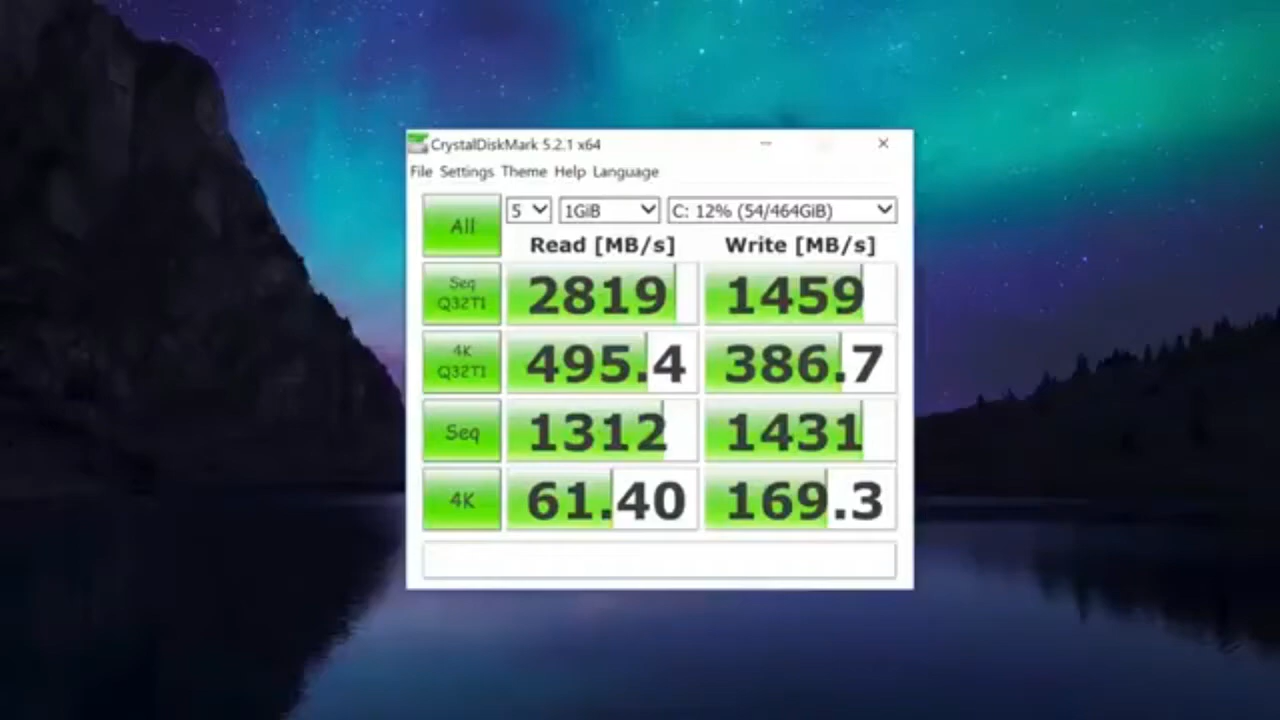 CrystalDiskMark 5.2.1 x64
File Settings Theme Help Language
All 5 1GiB C: 12% (54/464GiB)
Read [MB/s] Write [MB/s]
Seq Q32T1 2819 1459
4K Q32T1 495.4 386.7
Seq 1312 1431
4K 61.40 169.3